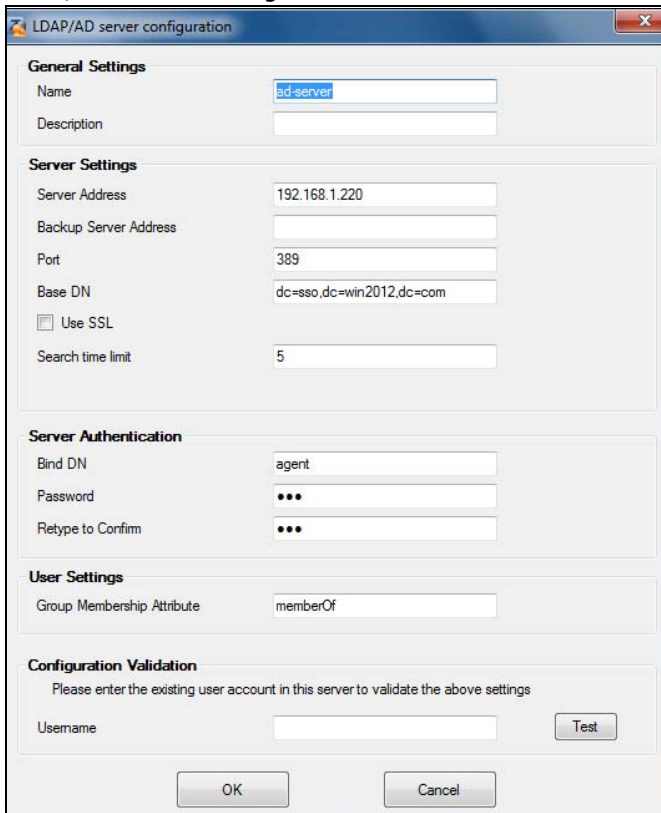 LDAP/AD server configuration
General Settings
Name ad-server
Description
Server Settings
Server Address 192.168.1.220
Backup Server Address
Port 389
Base DN dc=sso,dc=win2012,dc=com
Use SSL
Search time limit 5
Server Authentication
Bind DN agent
Password •••
Retype to Confirm •••
User Settings
Group Membership Attribute memberOf
Configuration Validation
Please enter the existing user account in this server to validate the above settings
Username Test
OK Cancel